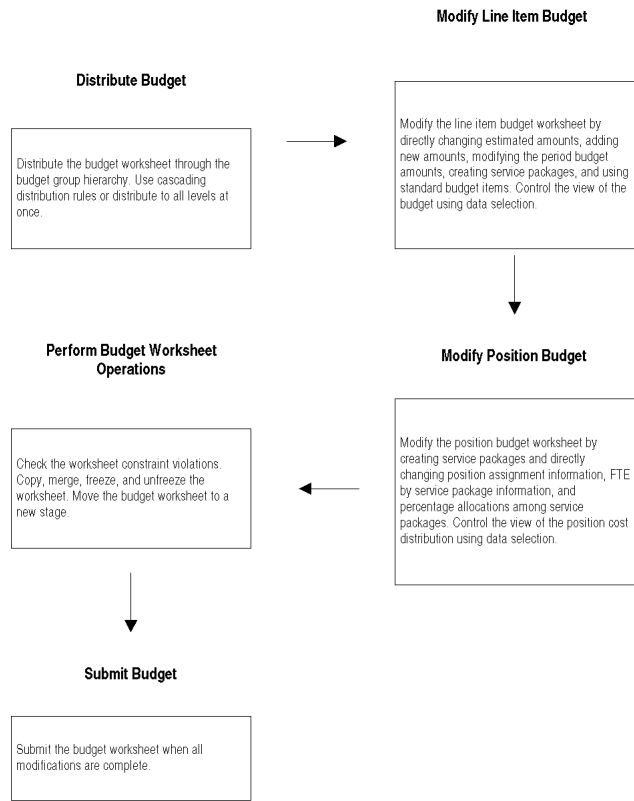 Distribute Budget
Distribute the budget worksheet through the
budget group hierarchy. Use cascading
distribution rules or distribute to all levels at
once.
Modify Line Item Budget
Modify the line item budget worksheet by
directly changing estimated amounts, adding
new amounts, modifying the period budget
amounts, creating service packages, and using
standard budget items. Control the view of the
budget using data selection.
Modify Position Budget
Modify the position budget worksheet by
creating service packages and directly
changing position assignment information, FTE
by service package information, and
percentage allocations among service
packages. Control the view of the position cost
distribution using data selection.
Perform Budget Worksheet
Operations
Check the worksheet constraint violations.
Copy, merge, freeze, and unfreeze the
worksheet. Move the budget worksheet to a
new stage.
Submit Budget
Submit the budget worksheet when all
modifications are complete.